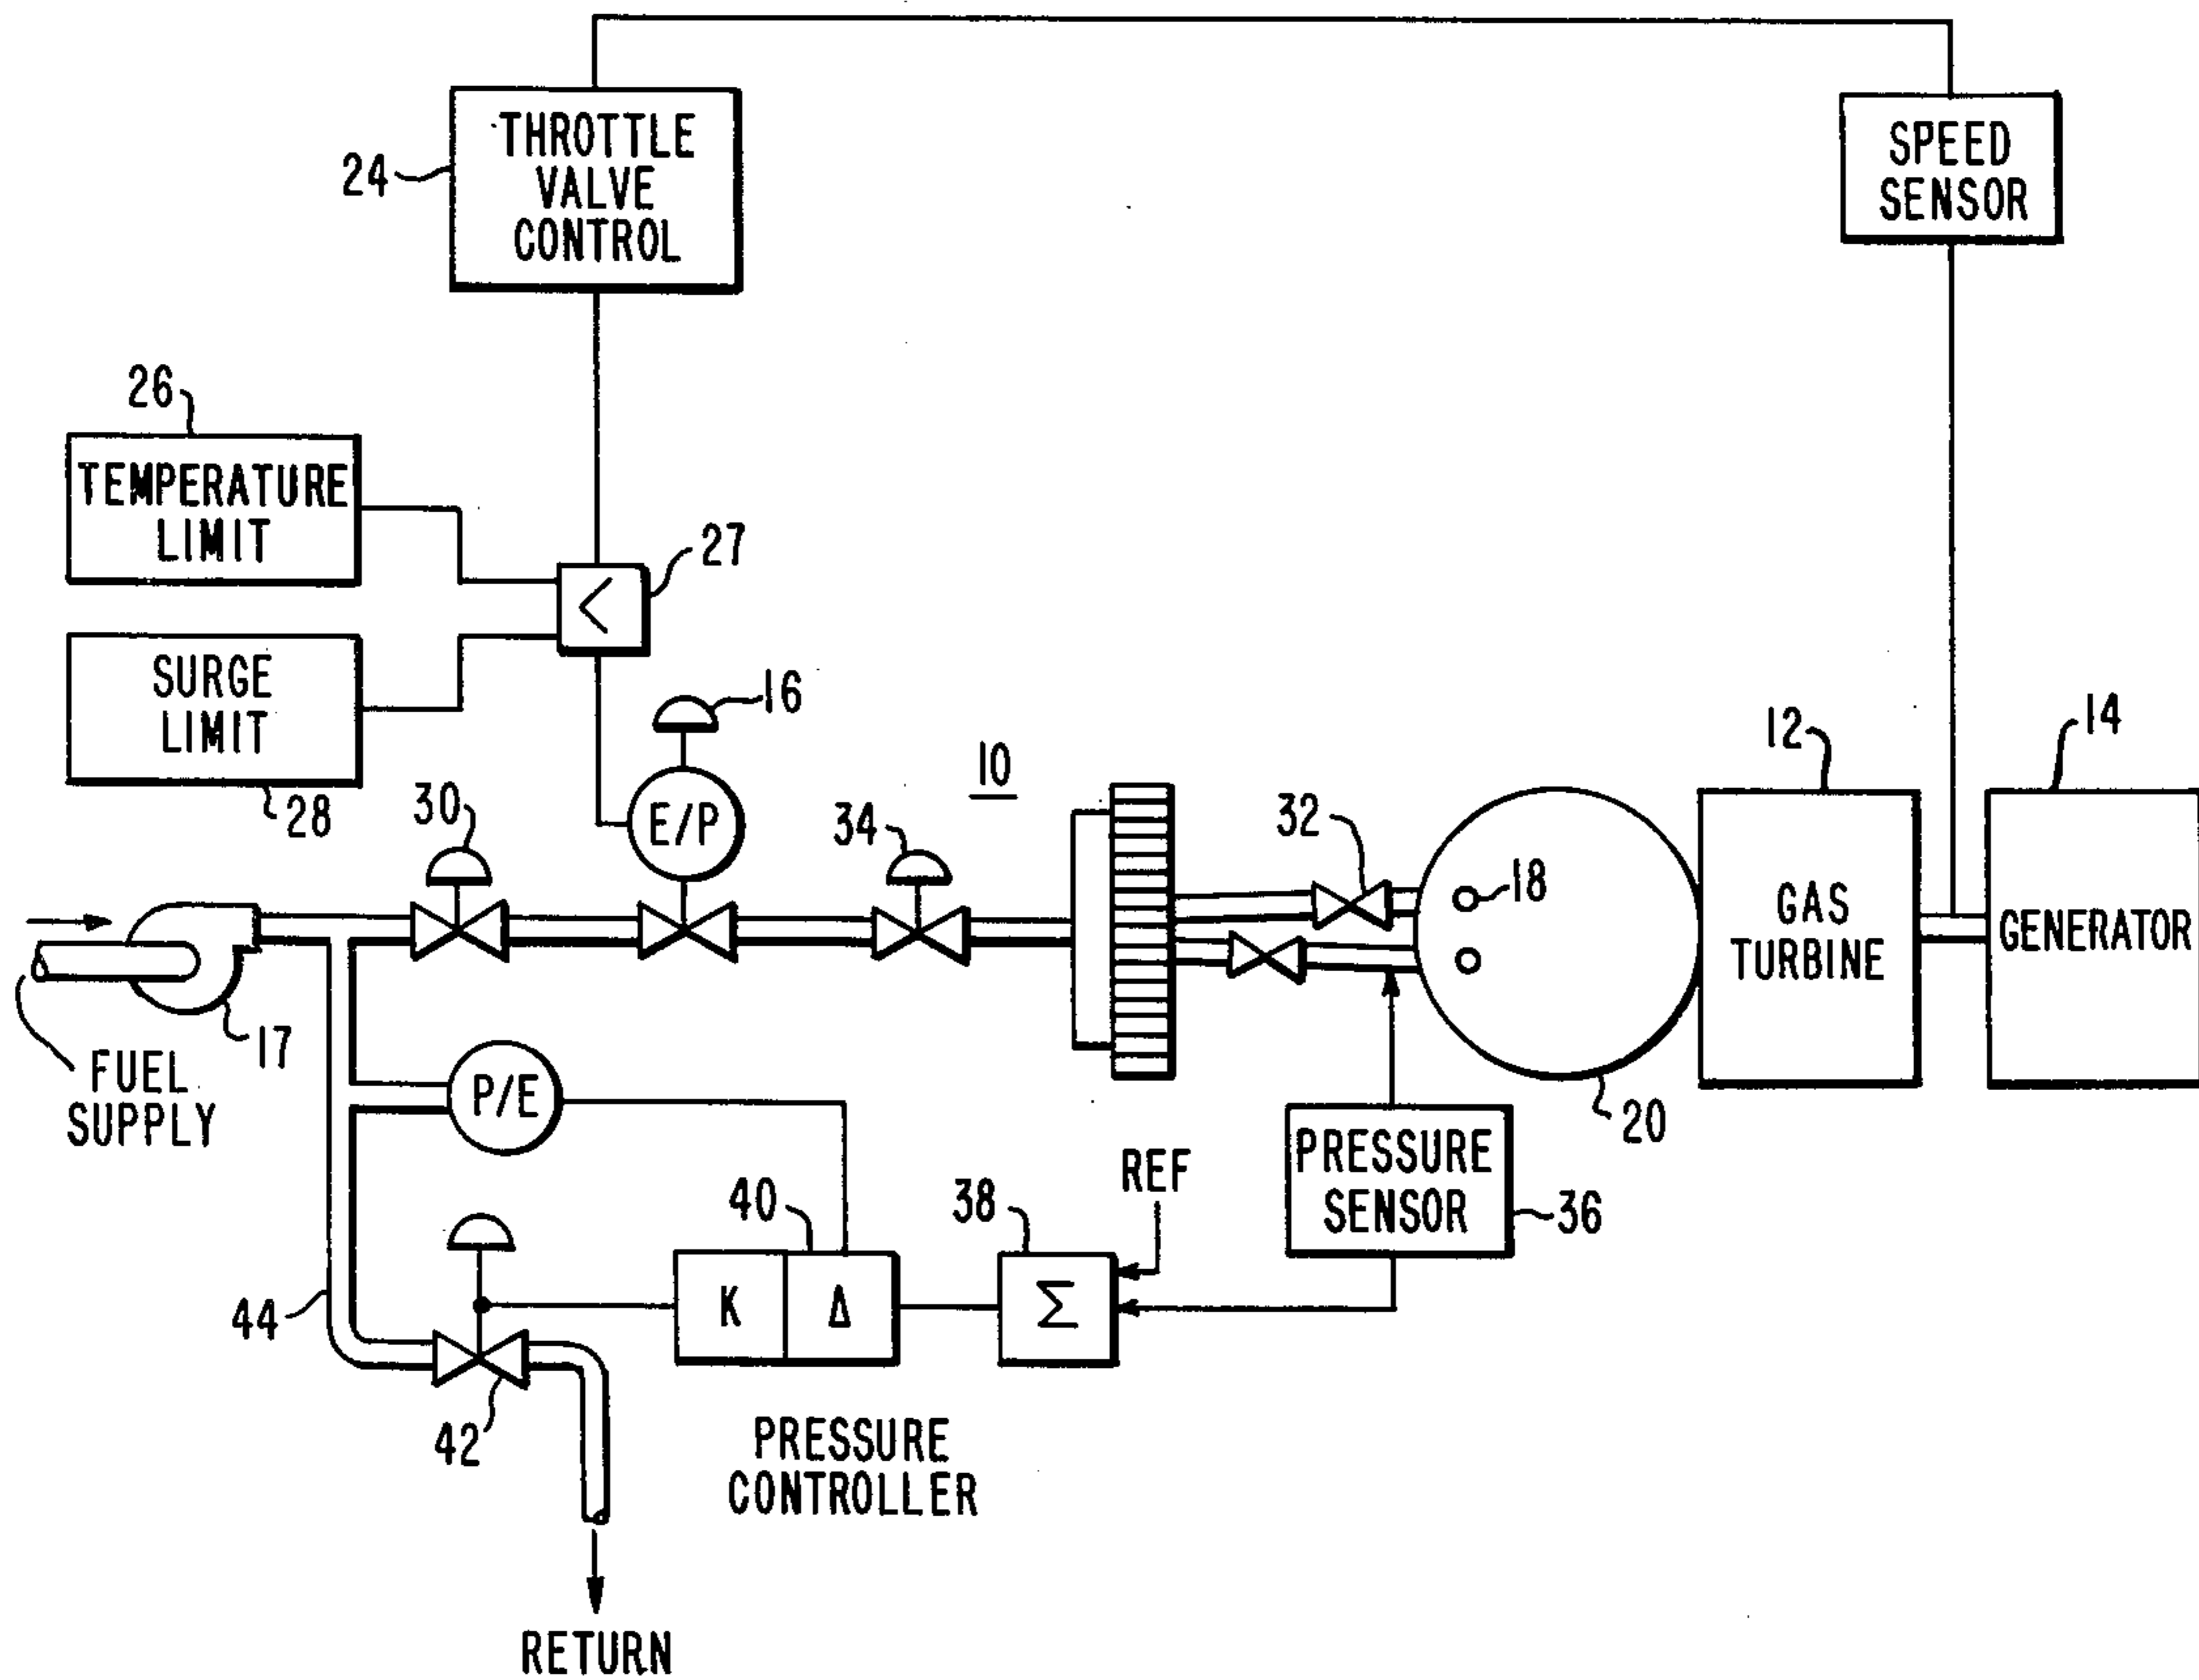 THROTTLE
VALVE
CONTROL
24
SPEED
SENSOR
26
TEMPERATURE
LIMIT
27
<
SURGE
LIMIT
28
16
E/P
30
34
10
32
18
12
14
GAS
TURBINE
GENERATOR
20
17
FUEL
SUPPLY
P/E
PRESSURE
SENSOR
36
REF
38
Σ
40
K
Δ
44
42
PRESSURE
CONTROLLER
RETURN